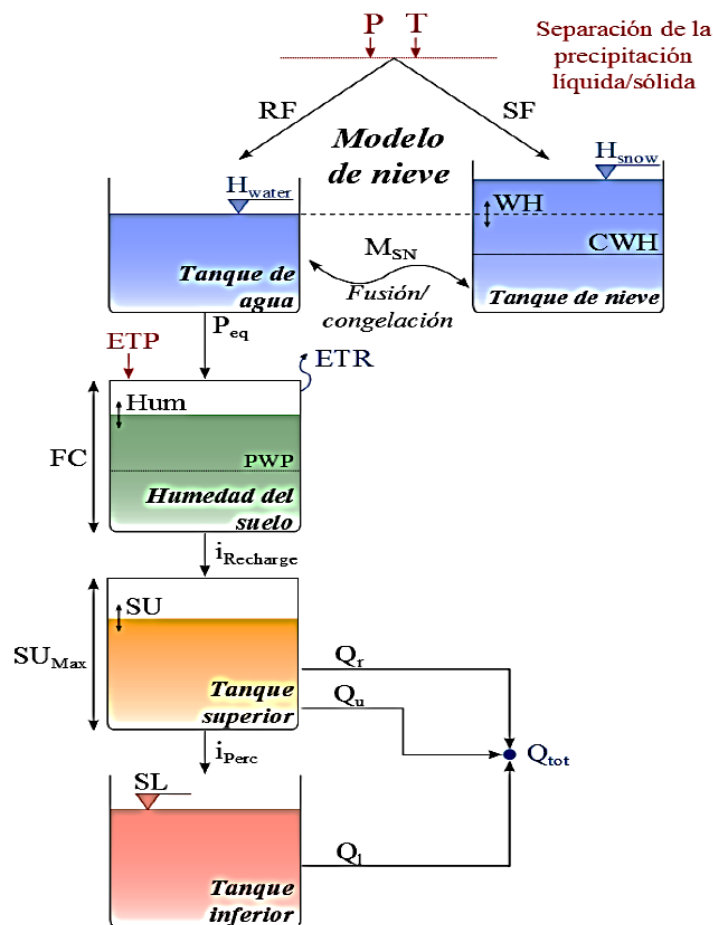 P T
Separación de la
precipitación
líquida/sólida
RF
SF
Modelo
de nieve
H_water
H_snow
WH
CWH
M_SN
Tanque de
agua
Fusión/
congelación
Tanque de nieve
P_eq
ETP
ETR
Hum
FC
PWP
Humedad del
suelo
i_Recharge
SU
SU_Max
Q_r
Tanque
superior
Q_u
Q_tot
i_Perc
SL
Q_l
Tanque
inferior